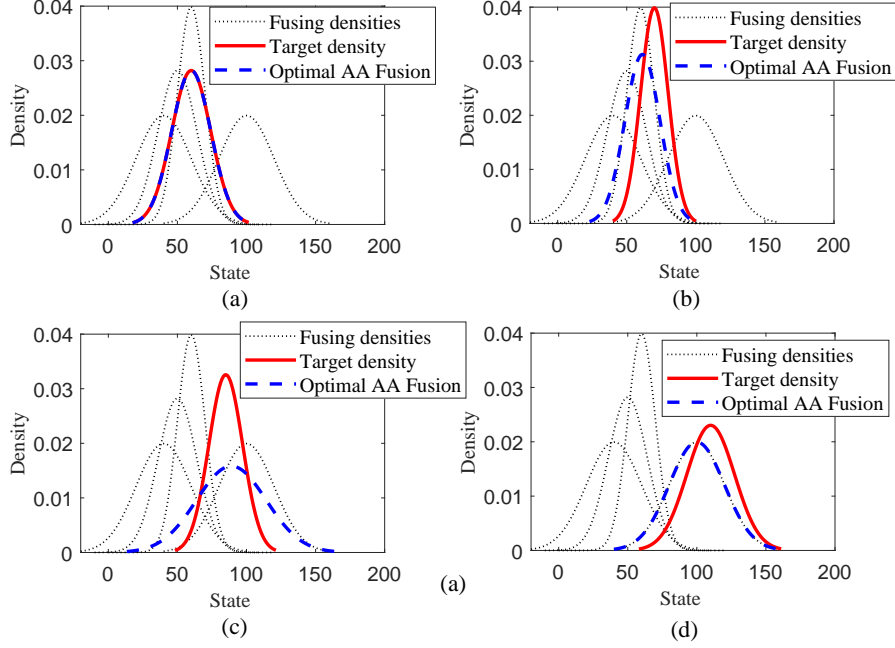 0.04
0.03
0.02
0.01
0
Density
Fusing densities
Target density
Optimal AA Fusion
0 50 100 150 200
State
(a)
0.04
0.03
0.02
0.01
0
Density
Fusing densities
Target density
Optimal AA Fusion
0 50 100 150 200
State
(b)
0.04
0.03
0.02
0.01
0
Density
Fusing densities
Target density
Optimal AA Fusion
0 50 100 150 200
State
(c)
(a)
0.04
0.03
0.02
0.01
0
Density
Fusing densities
Target density
Optimal AA Fusion
0 50 100 150 200
State
(d)